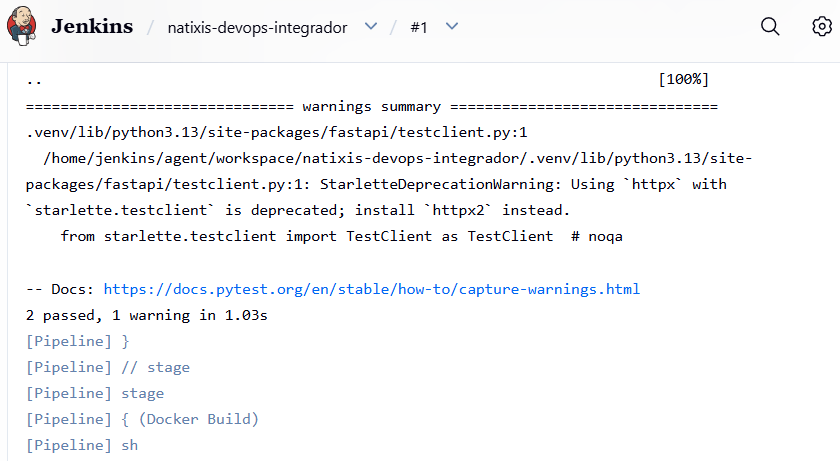 Jenkins / natixis-devops-integrador / #1
.. [100%]
=============================== warnings summary ===============================
.venv/lib/python3.13/site-packages/fastapi/testclient.py:1
  /home/jenkins/agent/workspace/natixis-devops-integrador/.venv/lib/python3.13/site-
packages/fastapi/testclient.py:1: StarletteDeprecationWarning: Using `httpx` with
`starlette.testclient` is deprecated; install `httpx2` instead.
    from starlette.testclient import TestClient as TestClient  # noqa
-- Docs: https://docs.pytest.org/en/stable/how-to/capture-warnings.html
2 passed, 1 warning in 1.03s
[Pipeline] }
[Pipeline] // stage
[Pipeline] stage
[Pipeline] { (Docker Build)
[Pipeline] sh